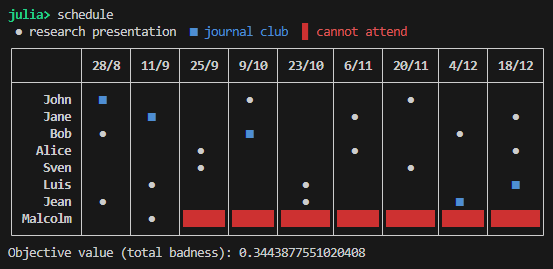 julia> schedule
● research presentation ■ journal club █ cannot attend
28/8 11/9 25/9 9/10 23/10 6/11 20/11 4/12 18/12
John ■ ● ●
Jane ■ ● ●
Bob ● ■ ●
Alice ● ● ●
Sven ● ●
Luis ● ● ■
Jean ● ● ■
Malcolm ●
Objective value (total badness): 0.3443877551020408